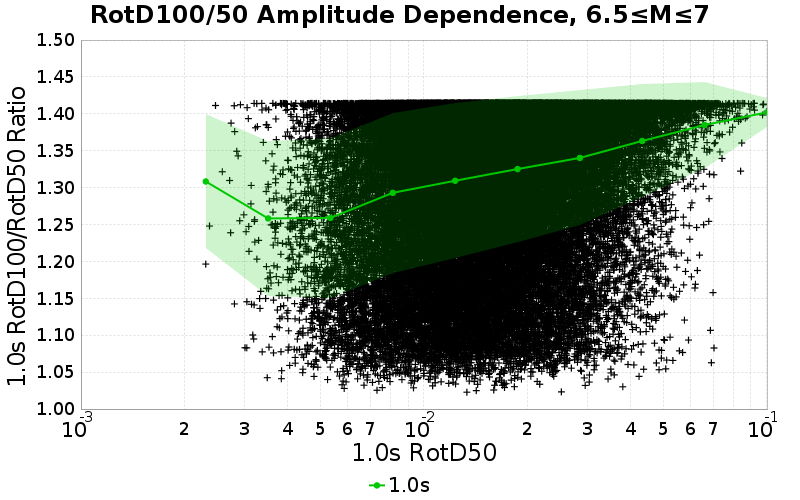 RotD100/50 Amplitude Dependence, 6.5≤M≤7
1.0s RotD100/RotD50 Ratio
1.50
1.45
1.40
1.35
1.30
1.25
1.20
1.15
1.10
1.05
1.00
10-3 2 3 4 5 6 7 10-2 2 3 4 5 6 7 10-1
1.0s RotD50
1.0s